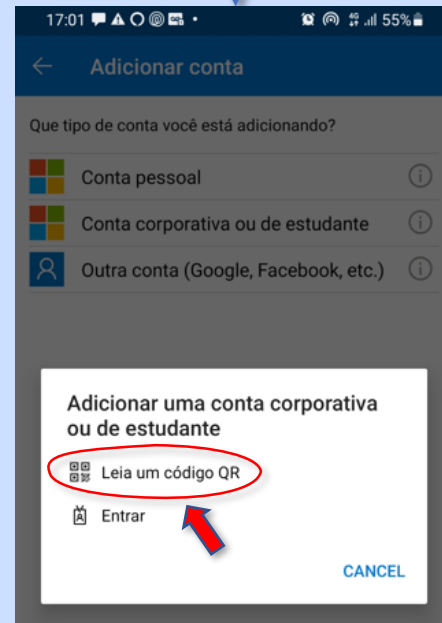 17:01 4G 55%
Adicionar conta
Que tipo de conta você está adicionando?
Conta pessoal
Conta corporativa ou de estudante
Outra conta (Google, Facebook, etc.)
Adicionar uma conta corporativa
ou de estudante
Leia um código QR
Entrar
CANCEL